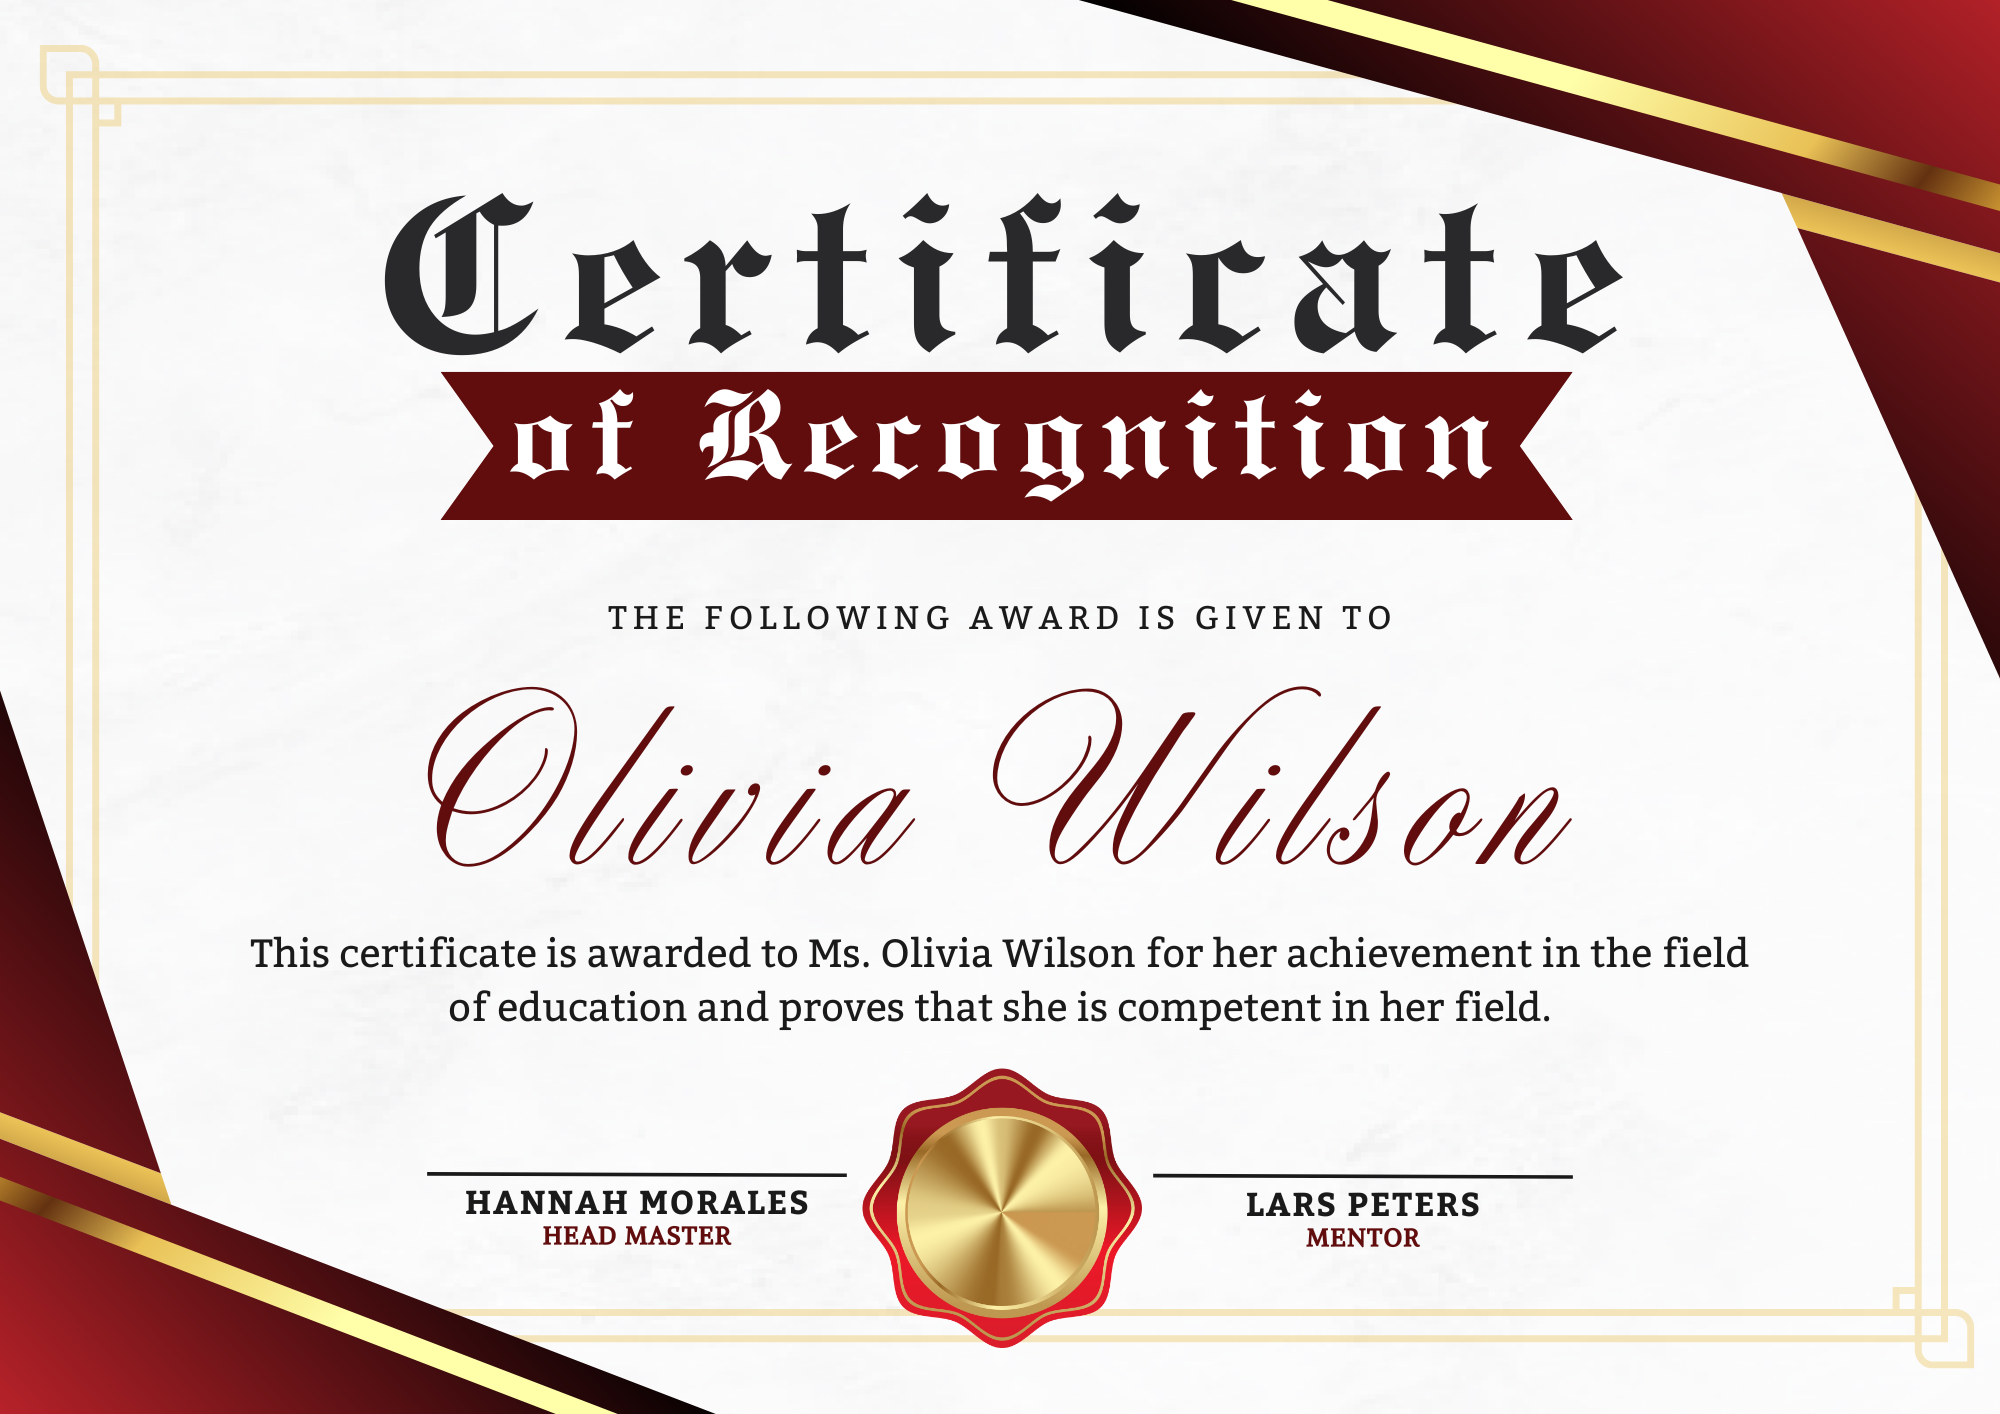 Certificate
of Recognition
THE FOLLOWING AWARD IS GIVEN TO
Olivia Wilson
This certificate is awarded to Ms. Olivia Wilson for her achievement in the field
of education and proves that she is competent in her field.
HANNAH MORALES
HEAD MASTER
LARS PETERS
MENTOR